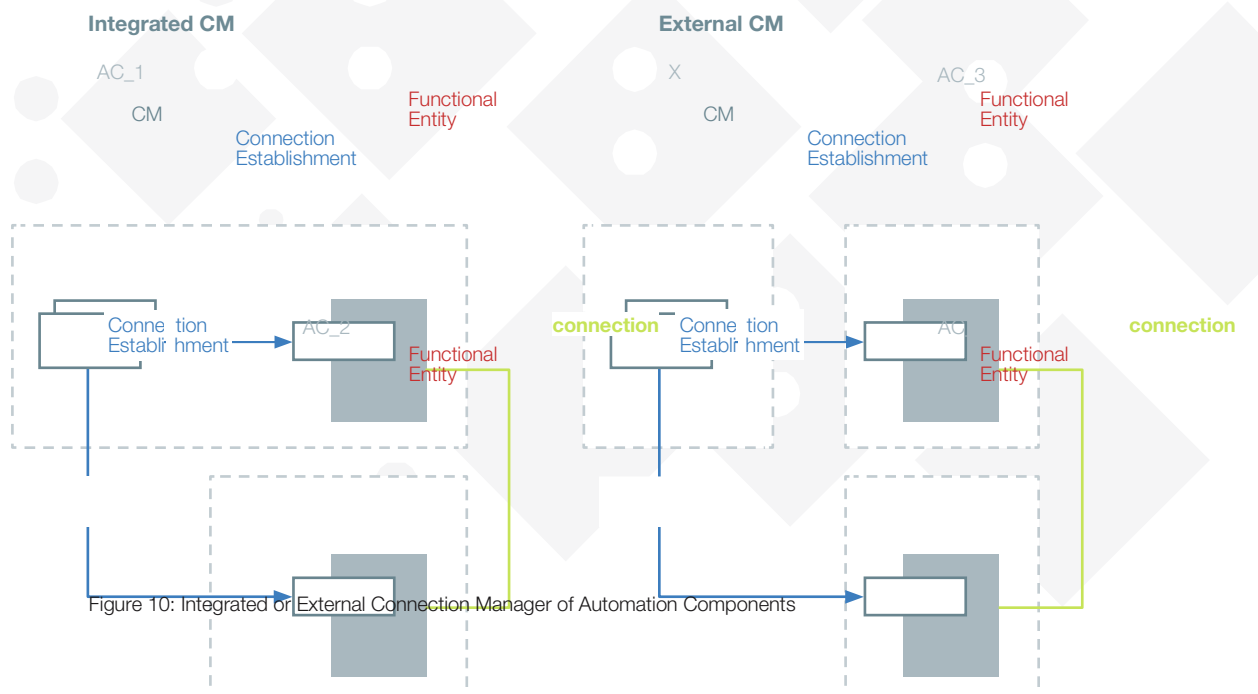 Integrated CM
External CM
AC_1
X
AC_3
CM
Functional
Entity
CM
Functional
Entity
Connection
Establishment
Connection
Establishment
AC_2
connection
AC
connection
Functional
Entity
Functional
Entity
Figure 10: Integrated or External Connection Manager of Automation Components